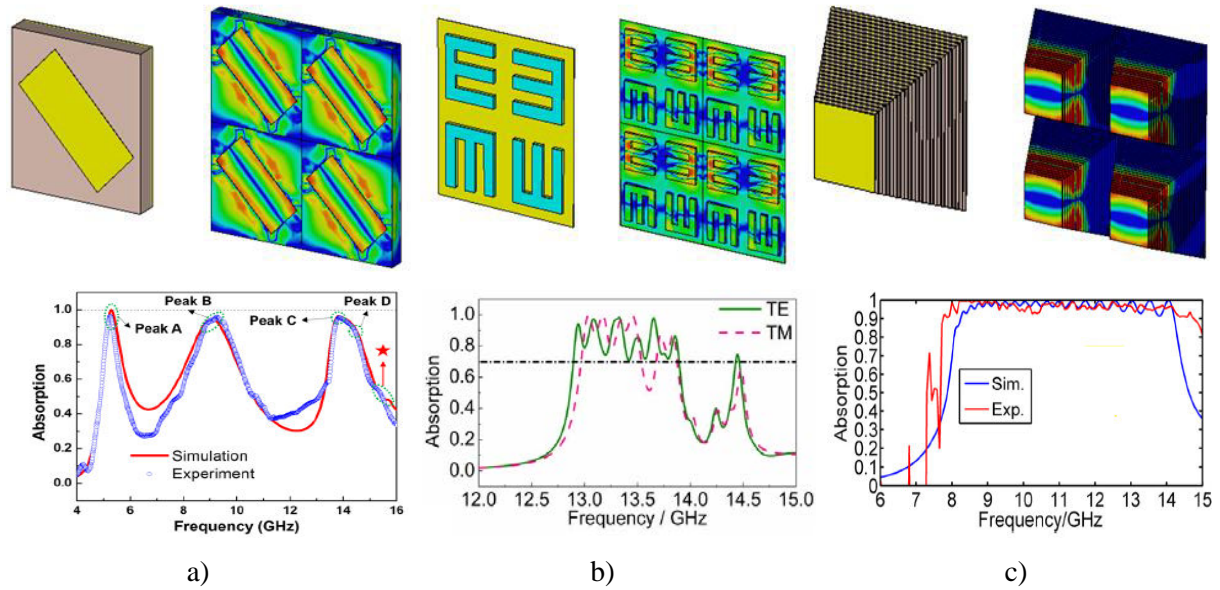 Peak B
Peak D
1.0
Peak A
Peak C
0.8
0.6
0.4
0.2
0.0
Absorption
Simulation
Experiment
4 6 8 10 12 14 16
Frequency (GHz)
TE
TM
1.0
0.8
0.6
0.4
0.2
0.0
Absorption
12.0 12.5 13.0 13.5 14.0 14.5 15.0
Frequency / GHz
1
0.9
0.8
0.7
0.6
0.5
0.4
0.3
0.2
0.1
0
Absorption
Sim.
Exp.
6 7 8 9 10 11 12 13 14 15
Frequency/GHz
a) b) c)